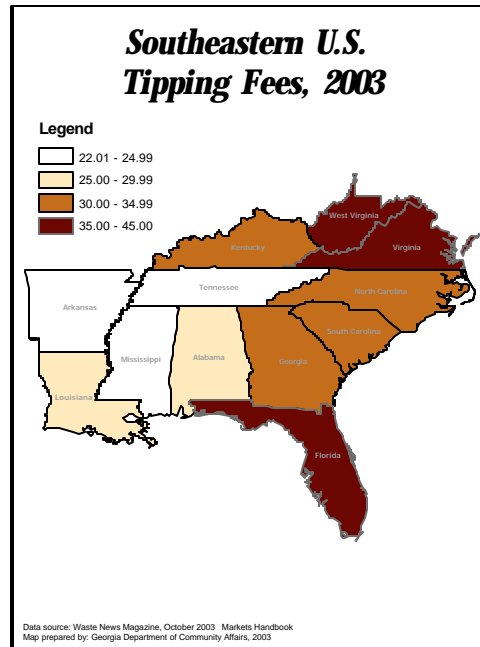 Southeastern U.S.
Tipping Fees, 2003
Legend
22.01 - 24.99
25.00 - 29.99
30.00 - 34.99
35.00 - 45.00
West Virginia
Kentucky
Virginia
Tennessee
North Carolina
Arkansas
South Carolina
Mississippi
Alabama
Georgia
Louisiana
Florida
Data source: Waste News Magazine, October 2003 Markets Handbook
Map prepared by: Georgia Department of Community Affairs, 2003